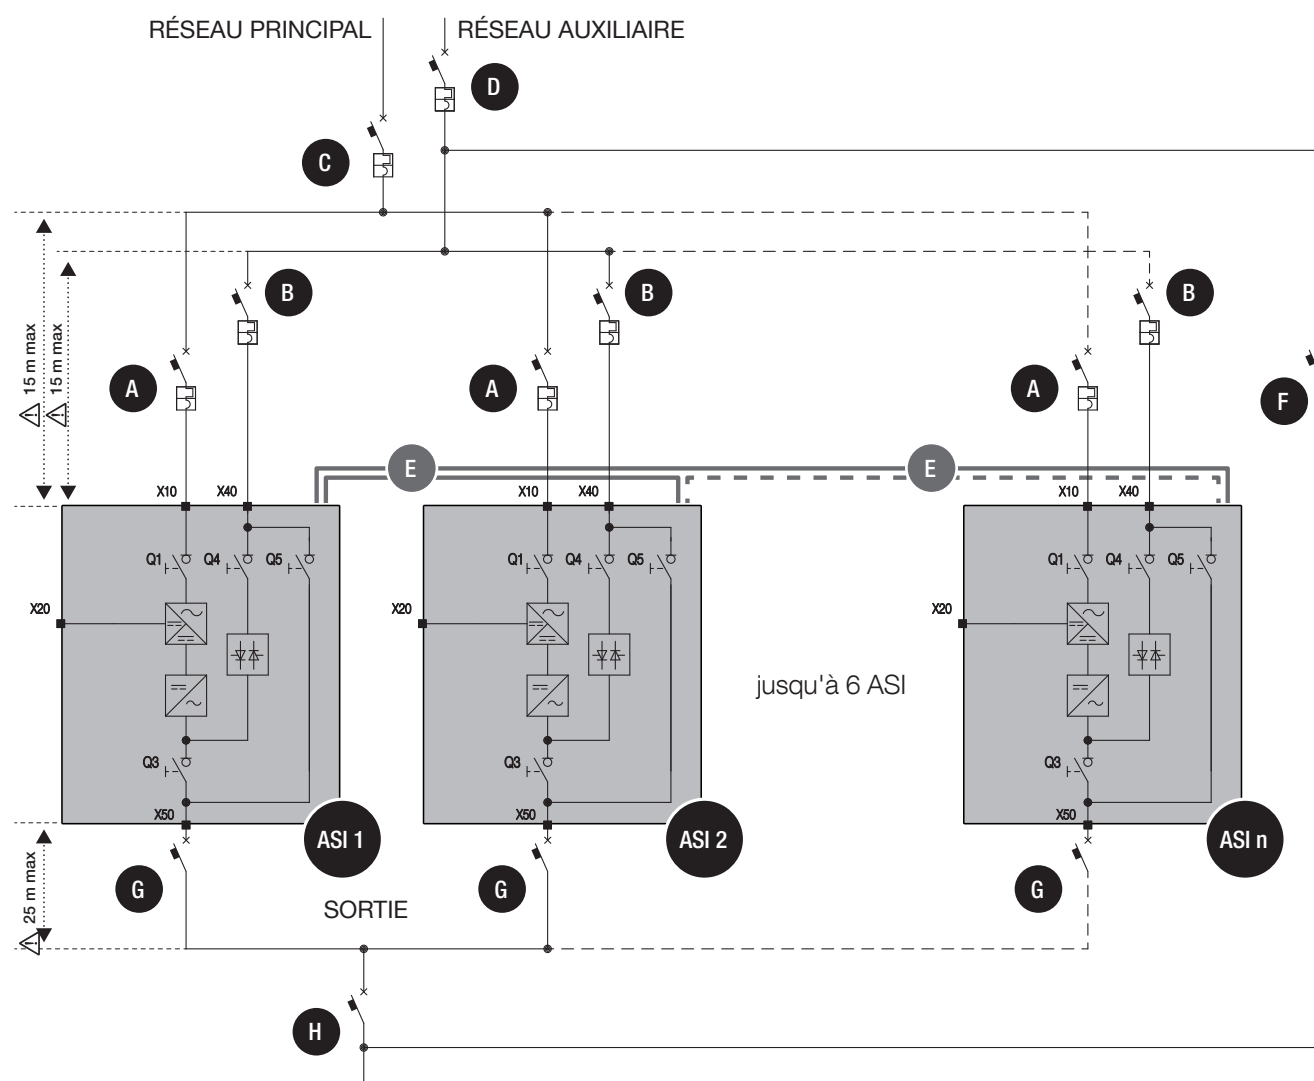 RÉSEAU PRINCIPAL
RÉSEAU AUXILIAIRE
D
C
B
B
B
15 m max
15 m max
A
A
A
F
E
E
X10
X40
X10
X40
X10
X40
Q1
Q4
Q5
Q1
Q4
Q5
Q1
Q4
Q5
X20
X20
X20
jusqu'à 6 ASI
Q3
Q3
Q3
X50
X50
X50
ASI 1
ASI 2
ASI n
25 m max
G
G
G
SORTIE
H